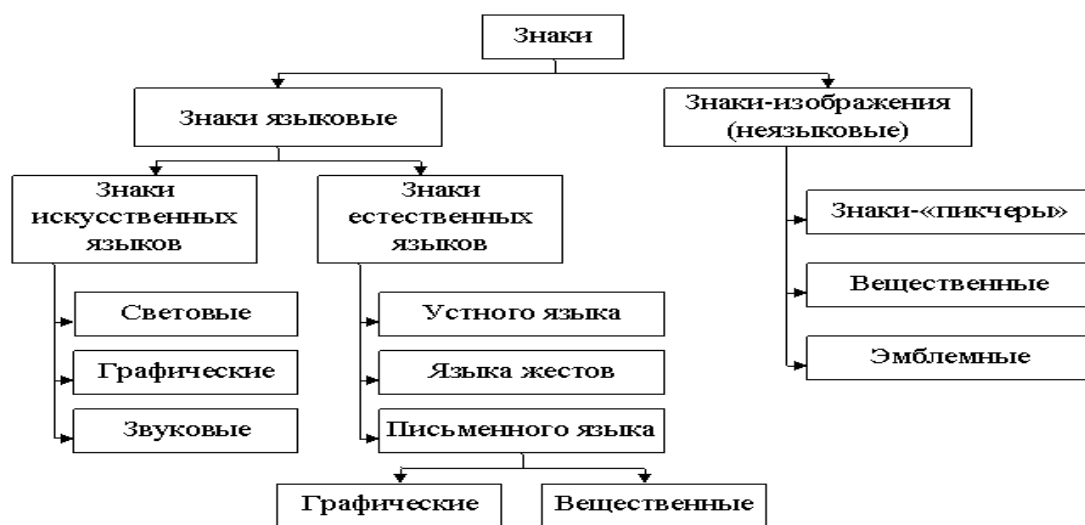 Знаки
Знаки языковые
Знаки-изображения
(неязыковые)
Знаки
искусственных
языков
Знаки
естественных
языков
Знаки-«пикчеры»
Вещественные
Эмблемные
Световые
Графические
Звуковые
Устного языка
Языка жестов
Письменного языка
Графические
Вещественные